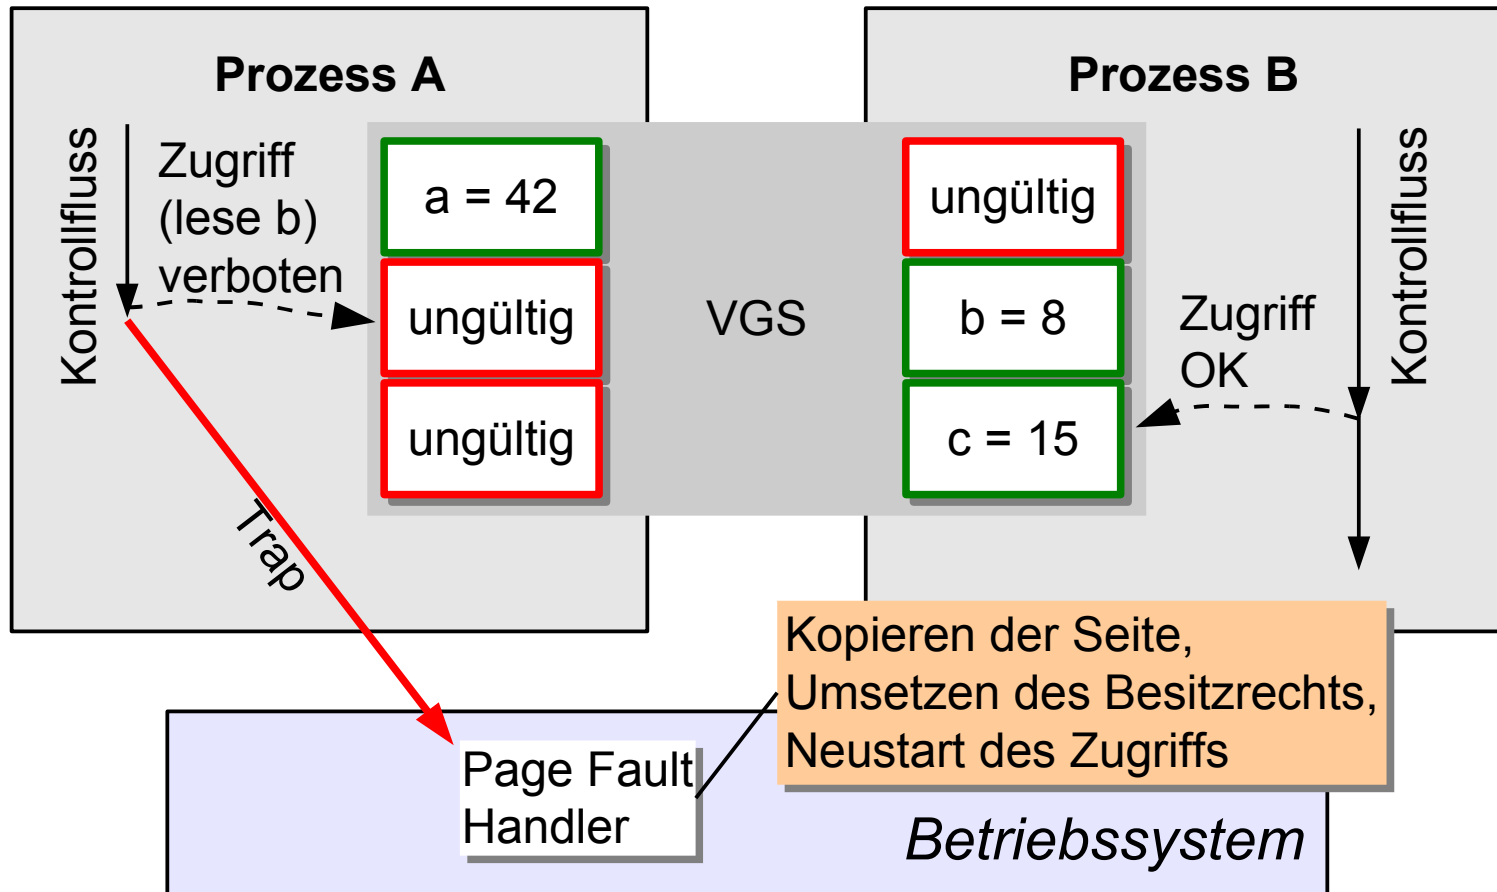 Prozess A
Kontrollfluss
Zugriff
(lese b)
verboten
a = 42
ungültig
ungültig
VGS
Prozess B
ungültig
b = 8
c = 15
Zugriff
OK
Kontrollfluss
Trap
Kopieren der Seite,
Umsetzen des Besitzrechts,
Neustart des Zugriffs
Page Fault
Handler
Betriebssystem